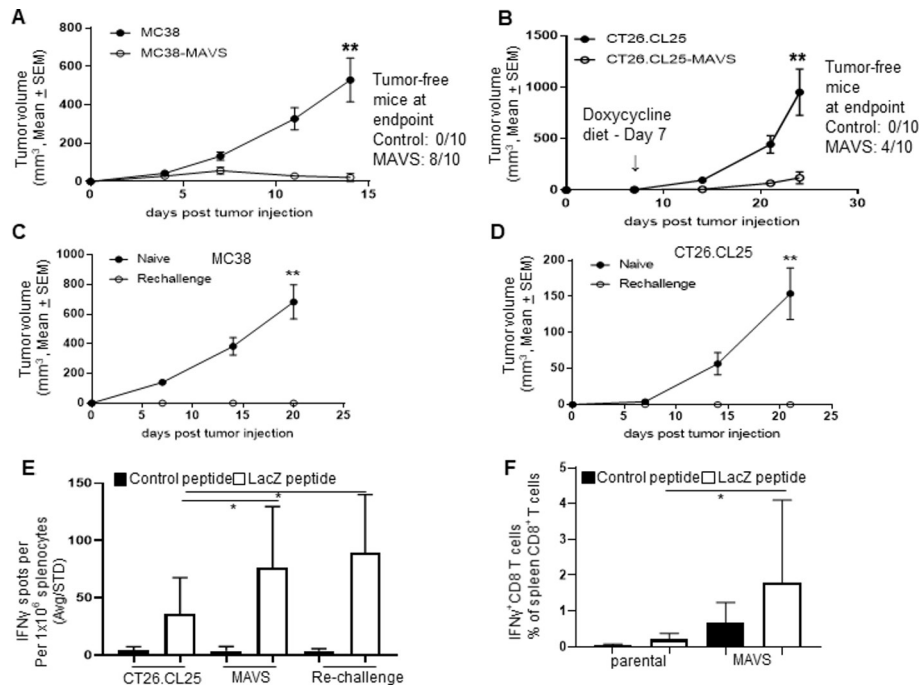 A
Tumor volume
(mm³, Mean ± SEM)
800
600
400
200
0
MC38
MC38-MAVS
**
Tumor-free
mice at
endpoint
Control: 0/10
MAVS: 8/10
0 5 10 15
days post tumor injection
B
Tumor volume
(mm³, Mean ± SEM)
1500
1000
500
0
CT26.CL25
CT26.CL25-MAVS
**
Doxycycline
diet - Day 7
Tumor-free
mice
at endpoint
Control: 0/10
MAVS: 4/10
0 10 20 30
days post tumor injection
C
Tumor volume
(mm³, Mean ± SEM)
1000
800
600
400
200
0
Naive
MC38
Rechallenge
**
0 5 10 15 20 25
days post tumor injection
D
Tumor volume
(mm³, Mean ± SEM)
200
150
100
50
0
CT26.CL25
Naive
Rechallenge
**
0 5 10 15 20 25
days post tumor injection
E
IFNγ spots per
Per 1x10⁶ splenocytes
(Avg/STD)
150
100
50
0
Control peptide LacZ peptide
*
*
CT26.CL25 MAVS Re-challenge
F
IFNγ⁺CD8 T cells
% of spleen CD8⁺T cells
5
4
3
2
1
0
Control peptide LacZ peptide
*
parental MAVS